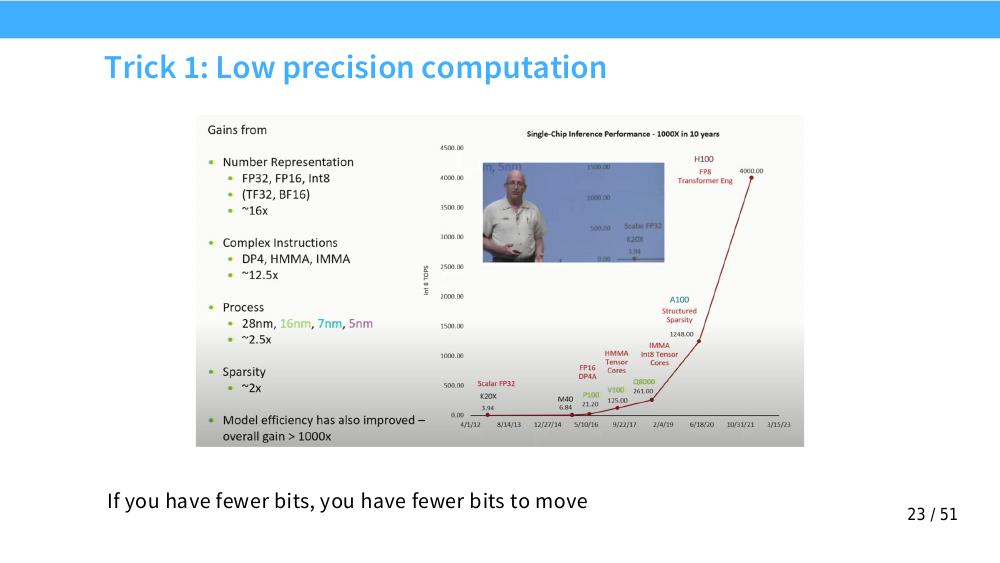 Trick 1: Low precision computation
Gains from
• Number Representation
• FP32, FP16, Int8
• (TF32, BF16)
• ~16x
• Complex Instructions
• DP4, HMMA, IMMA
• ~12.5x
• Process
• 28nm, 16nm, 7nm, 5nm
• ~2.5x
• Sparsity
• ~2x
• Model efficiency has also improved –
overall gain > 1000x
Single-Chip Inference Performance - 1000X in 10 years
Int 8 TOPS
4500.00
4000.00
3500.00
3000.00
2500.00
2000.00
1500.00
1000.00
500.00
0.00
m, 5nm
1500.00
1000.00
500.00
0.00
Scalar FP32
K20X
3.94
H100
FP8
Transformer Eng
4000.00
A100
Structured
Sparsity
1248.00
IMMA
Int8 Tensor
Cores
Q8000
261.00
HMMA
Tensor
Cores
V100
125.00
FP16
DP4A
P100
21.20
M40
6.84
Scalar FP32
K20X
3.94
4/1/12 8/14/13 12/27/14 5/10/16 9/22/17 2/4/19 6/18/20 10/31/21 3/15/23
If you have fewer bits, you have fewer bits to move
23 / 51